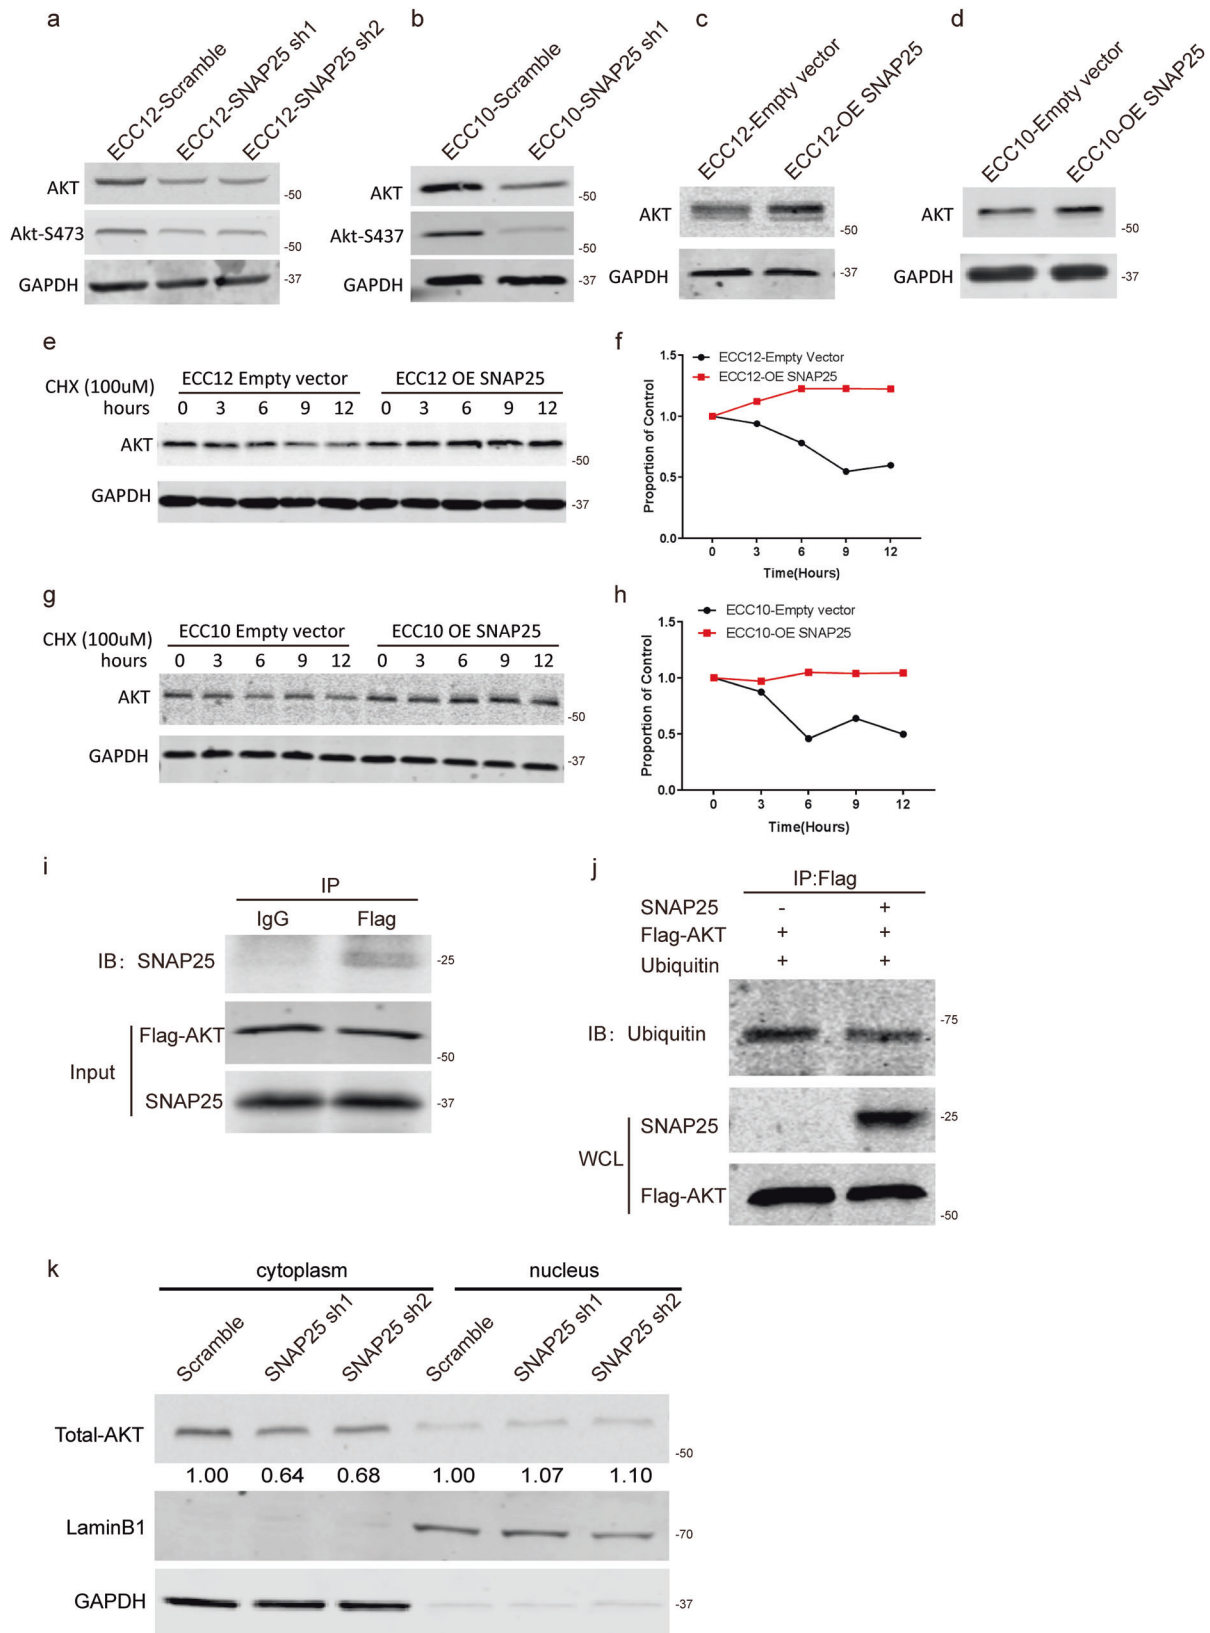 a
ECC12-Scramble
ECC12-SNAP25 sh1
ECC12-SNAP25 sh2
AKT
-50
Akt-S473
-50
GAPDH
-37
b
ECC10-Scramble
ECC10-SNAP25 sh1
AKT
-50
Akt-S437
-50
GAPDH
-37
c
ECC12-Empty vector
ECC12-OE SNAP25
AKT
-50
GAPDH
-37
d
ECC10-Empty vector
ECC10-OE SNAP25
AKT
-50
GAPDH
-37
e
CHX (100uM)
hours
ECC12 Empty vector
ECC12 OE SNAP25
0 3 6 9 12 0 3 6 9 12
AKT
-50
GAPDH
-37
f
ECC12-Empty Vector
ECC12-OE SNAP25
Proportion of Control
1.5
1.0
0.5
0.0
0 3 6 9 12
Time(Hours)
g
CHX (100uM)
hours
ECC10 Empty vector
ECC10 OE SNAP25
0 3 6 9 12 0 3 6 9 12
AKT
-50
GAPDH
-37
h
ECC10-Empty vector
ECC10-OE SNAP25
Proportion of Control
1.5
1.0
0.5
0.0
0 3 6 9 12
Time(Hours)
i
IP
IgG Flag
IB: SNAP25
-25
Input
Flag-AKT
-50
SNAP25
-37
j
IP:Flag
SNAP25 - +
Flag-AKT + +
Ubiquitin + +
IB: Ubiquitin
-75
WCL
SNAP25
-25
Flag-AKT
-50
k
cytoplasm
nucleus
Scramble
SNAP25 sh1
SNAP25 sh2
Scramble
SNAP25 sh1
SNAP25 sh2
Total-AKT
-50
1.00 0.64 0.68 1.00 1.07 1.10
LaminB1
-70
GAPDH
-37